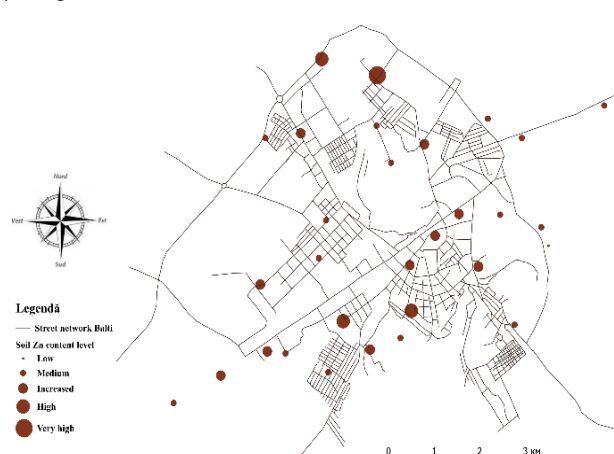 Nord
Vest
Est
Sud
Legendă
Street network Balti
Soil Zn content level
Low
Medium
Increased
High
Very high
0 1 2 3 км